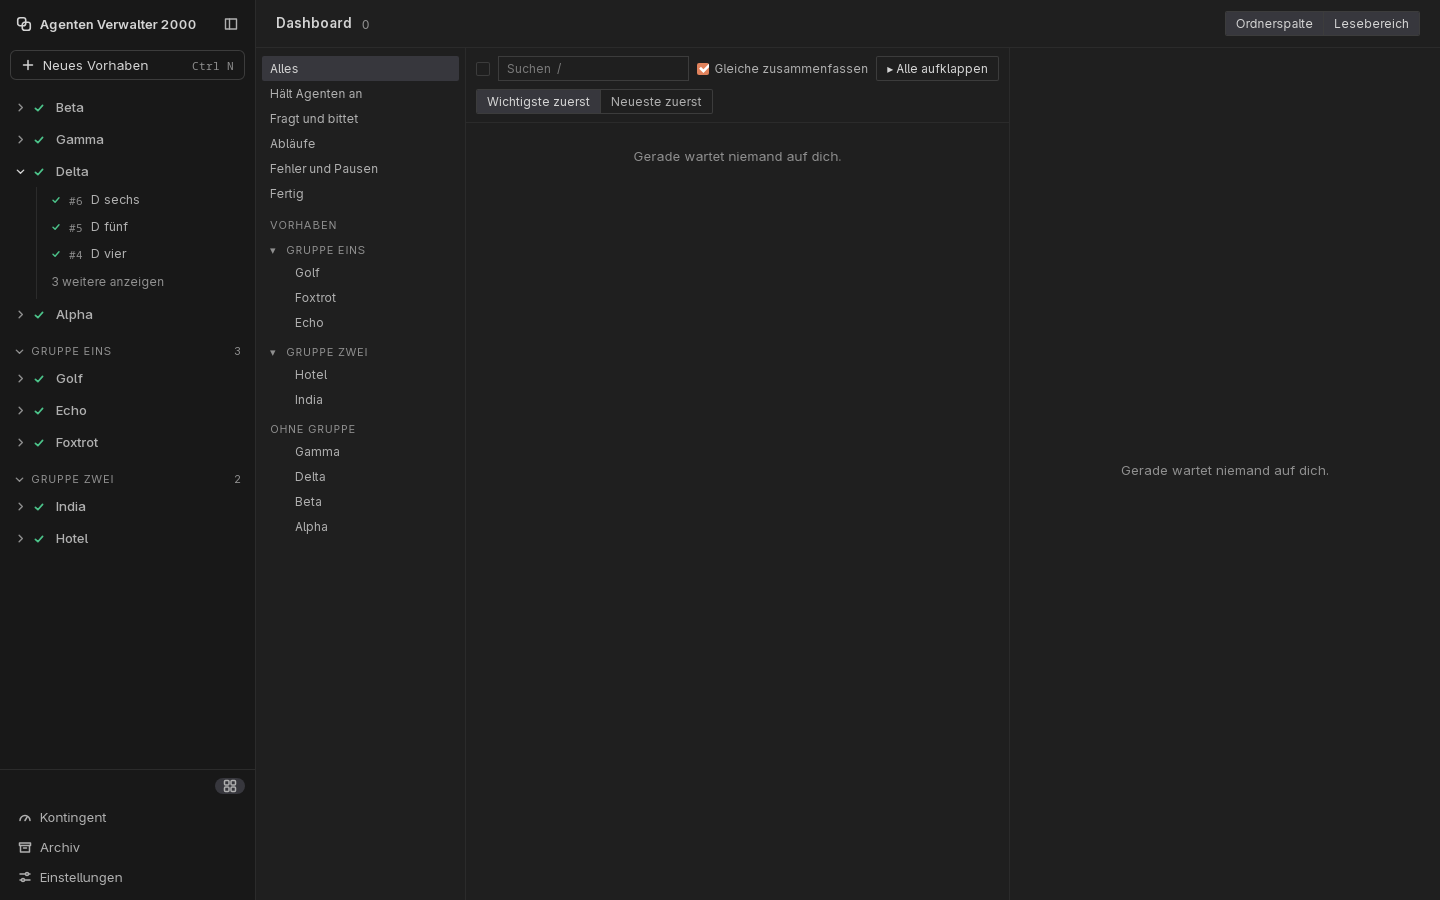 Agenten Verwalter 2000
Neues Vorhaben Ctrl N
Beta
Gamma
Delta
#6 D sechs
#5 D fünf
#4 D vier
3 weitere anzeigen
Alpha
GRUPPE EINS 3
Golf
Echo
Foxtrot
GRUPPE ZWEI 2
India
Hotel
Kontingent
Archiv
Einstellungen
Dashboard 0
Ordnerspalte Lesebereich
Alles
Hält Agenten an
Fragt und bittet
Abläufe
Fehler und Pausen
Fertig
VORHABEN
GRUPPE EINS
Golf
Foxtrot
Echo
GRUPPE ZWEI
Hotel
India
OHNE GRUPPE
Gamma
Delta
Beta
Alpha
Suchen / Gleiche zusammenfassen ▸ Alle aufklappen
Wichtigste zuerst Neueste zuerst
Gerade wartet niemand auf dich.
Gerade wartet niemand auf dich.